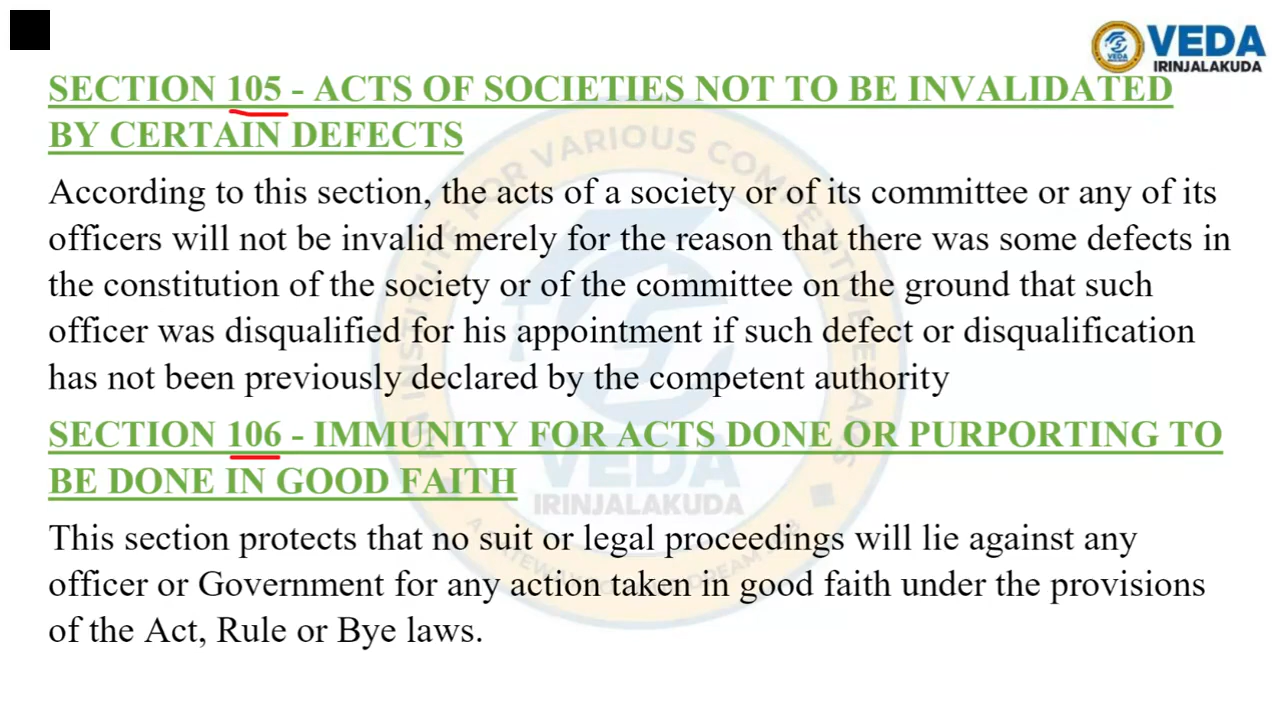 VEDA
IRINJALAKUDA
SECTION 105 - ACTS OF SOCIETIES NOT TO BE INVALIDATED
BY CERTAIN DEFECTS
According to this section, the acts of a society or of its committee or any of its
officers will not be invalid merely for the reason that there was some defects in
the constitution of the society or of the committee on the ground that such
officer was disqualified for his appointment if such defect or disqualification
has not been previously declared by the competent authority
SECTION 106 - IMMUNITY FOR ACTS DONE OR PURPORTING TO
BE DONE IN GOOD FAITH
This section protects that no suit or legal proceedings will lie against any
officer or Government for any action taken in good faith under the provisions
of the Act, Rule or Bye laws.
VEDA
IRINJALAKUDA